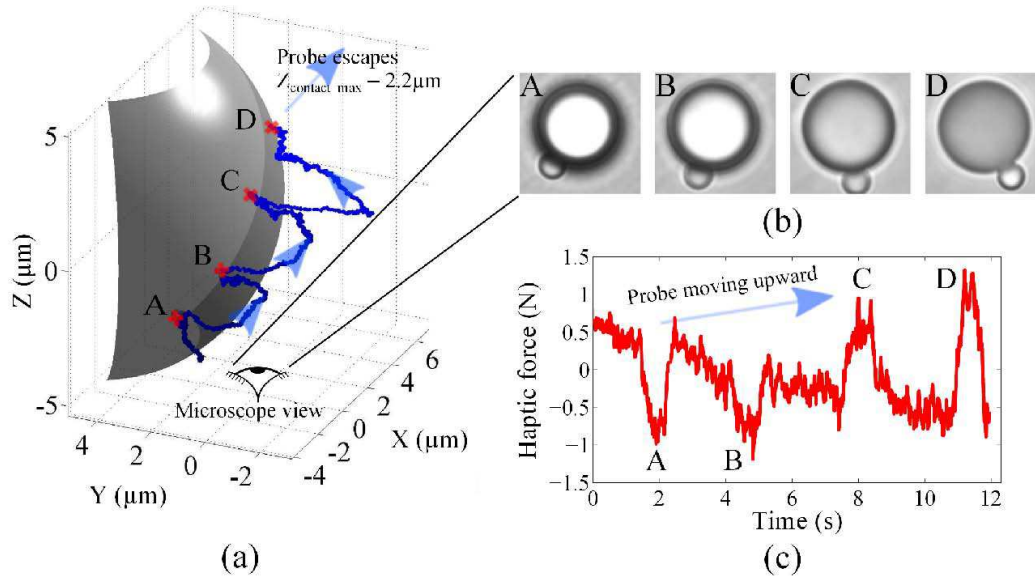 Probe escapes
Z contact_max − 2.2μm
D
C
B
A
5
0
-5
Z (μm)
Microscope view
4
2
0
-2
Y (μm)
-4
-2
0
2
4
6
X (μm)
(a)
A
B
C
D
(b)
1.5
1
0.5
0
-0.5
-1
-1.5
Haptic force (N)
Probe moving upward
C
D
A
B
0
2
4
6
8
10
12
Time (s)
(c)